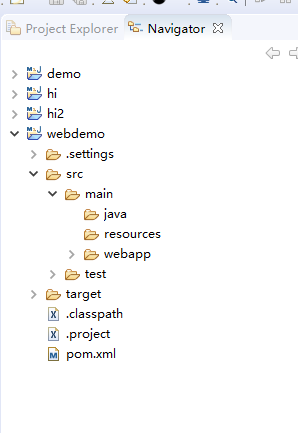 Project Explorer Navigator
demo
hi
hi2
webdemo
.settings
src
main
java
resources
webapp
test
target
.classpath
.project
pom.xml